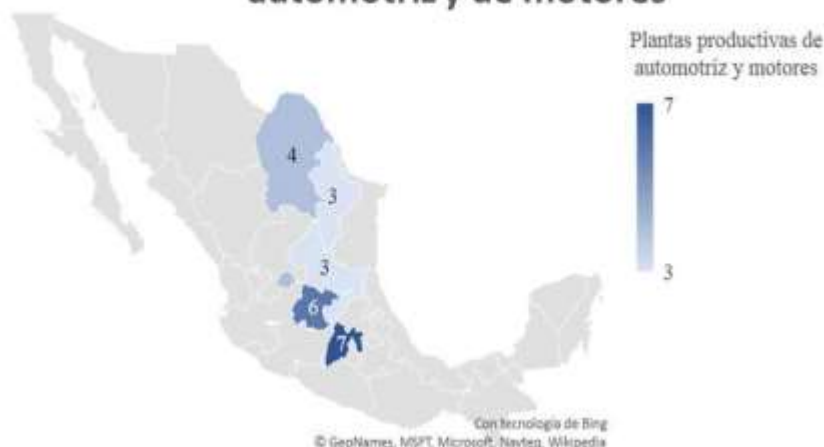 automotriz y de motores
Plantas productivas de
automotriz y motores
7
4
3
3
3
6
7
Con tecnología de Bing
© GeoNames, MSFT, Microsoft, Navteq, Wikipedia